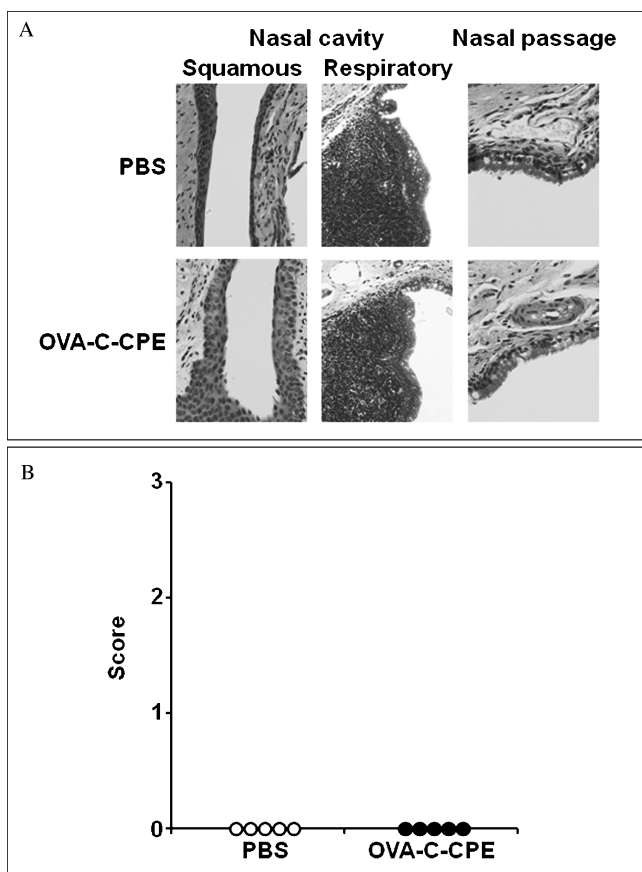 A
Nasal cavity Nasal passage
Squamous Respiratory
PBS
OVA-C-CPE
B
3
2
1
0
Score
PBS OVA-C-CPE